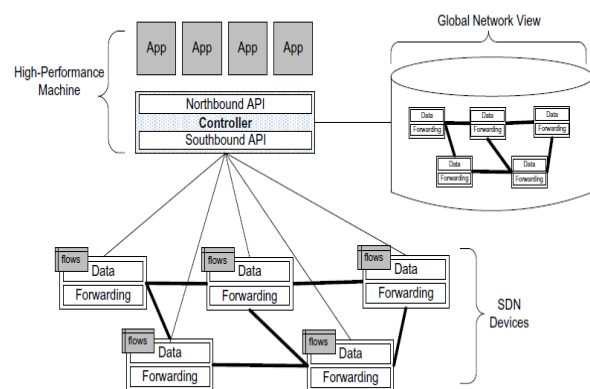 Global Network View
App App App App
High-Performance
Machine
Northbound API
Controller
Southbound API
Data Data Data
Forwarding Forwarding Forwarding
Data Data
Forwarding Forwarding
flows flows flows
Data Data Data
Forwarding Forwarding Forwarding
SDN
Devices
flows flows
Data Data
Forwarding Forwarding